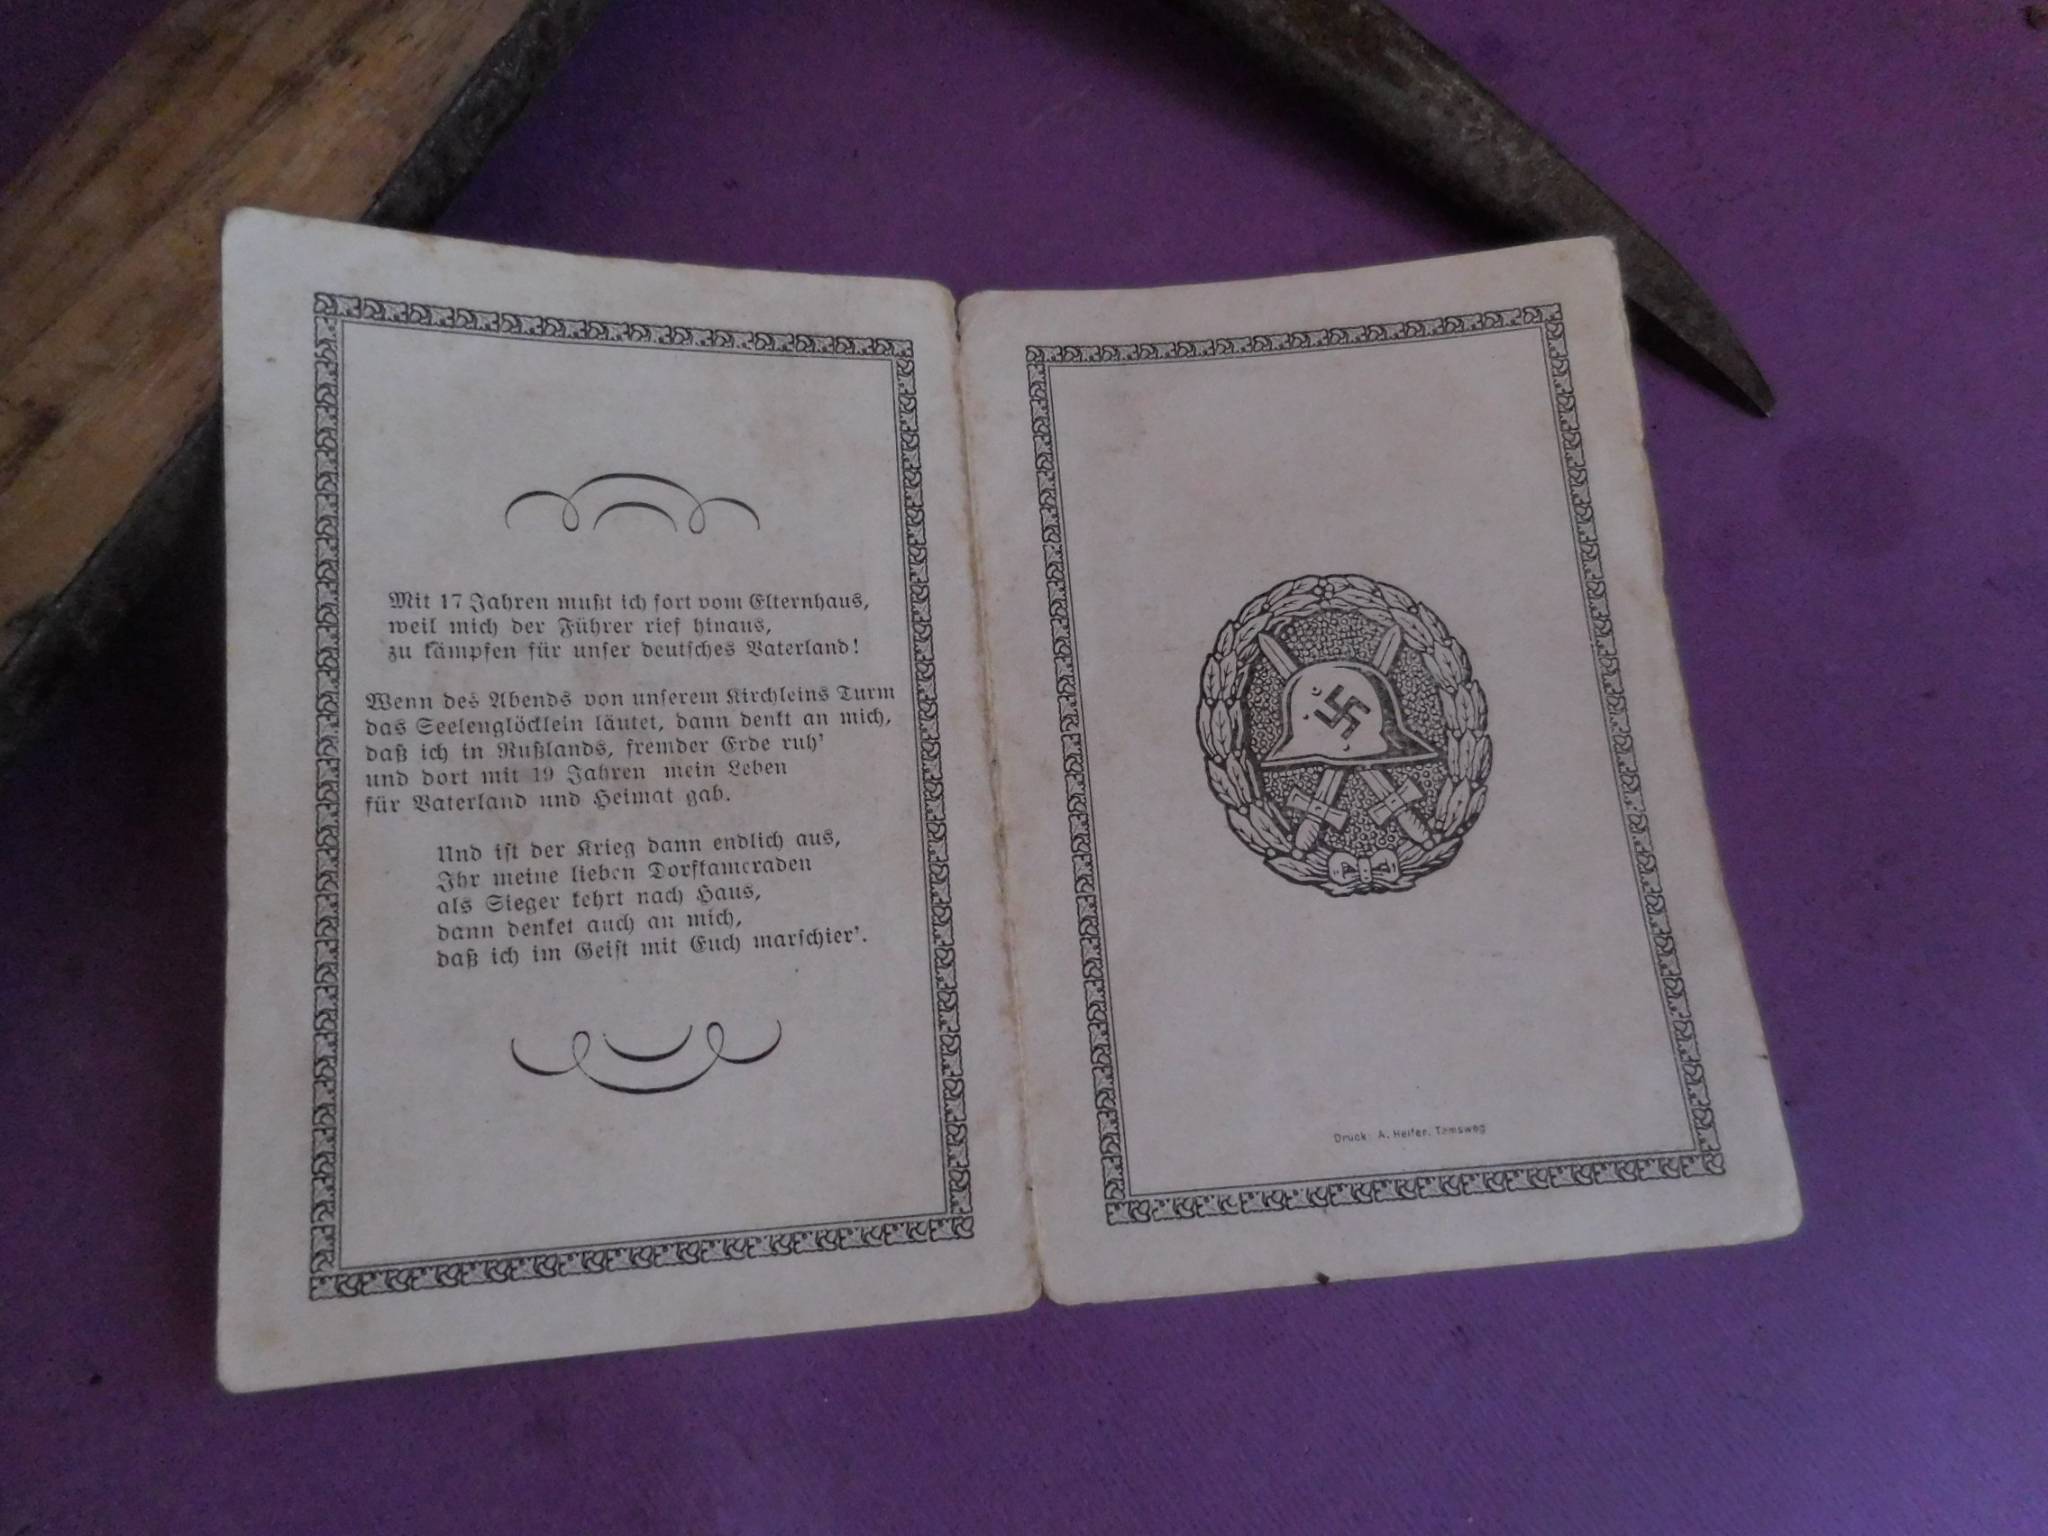 Mit 17 Jahren mußt ich fort vom Elternhaus,
weil mich der Führer rief hinaus,
zu kämpfen für unser deutsches Vaterland!
Wenn des Abends von unserem Kirchleins Turm
das Seelenglöcklein läutet, dann denkt an mich,
daß ich in Rußlands, fremder Erde ruh'
und dort mit 19 Jahren mein Leben
für Vaterland und Heimat gab.
Und ist der Krieg dann endlich aus,
Ihr meine lieben Dorfkameraden
als Sieger kehrt nach Haus,
dann denket auch an mich,
daß ich im Geist mit Euch marschier'.
Druck: A. Heifer, Tamsweg